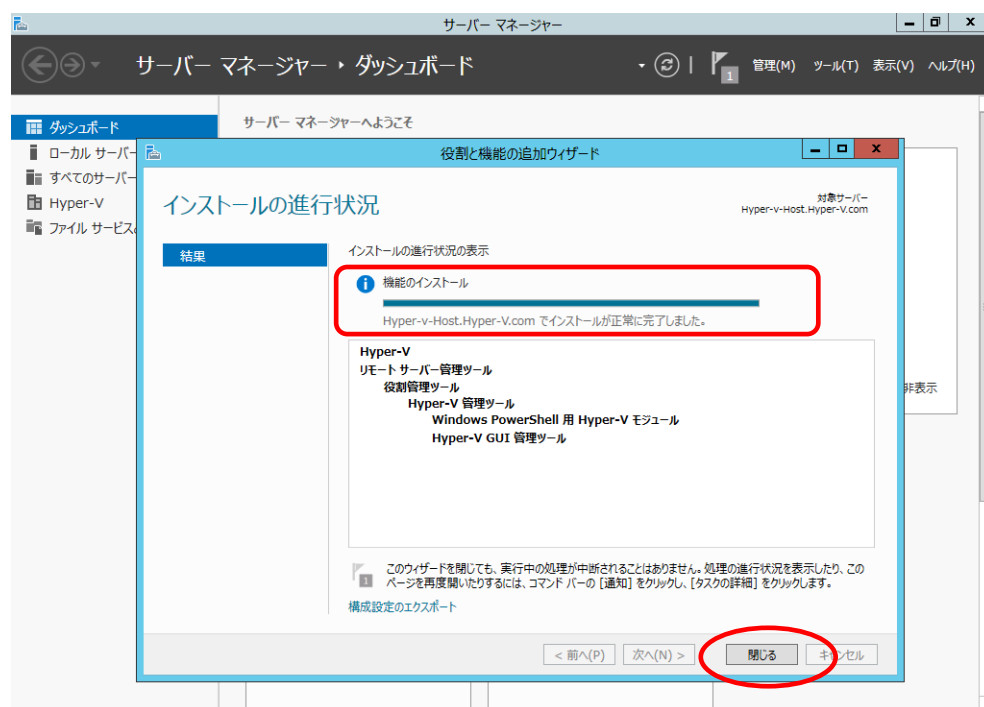 サーバー マネージャー
サーバー マネージャー ・ ダッシュボード
1
管理(M) ツール(T) 表示(V) ヘルプ(H)
ダッシュボード
ローカル サーバー
すべてのサーバー
Hyper-V
ファイル サービス
サーバー マネージャーへようこそ
役割と機能の追加ウィザード
インストールの進行状況
対象サーバー
Hyper-v-Host.Hyper-V.com
結果
インストールの進行状況の表示
機能のインストール
Hyper-v-Host.Hyper-V.com でインストールが正常に完了しました。
Hyper-V
リモート サーバー管理ツール
役割管理ツール
Hyper-V 管理ツール
Windows PowerShell 用 Hyper-V モジュール
Hyper-V GUI 管理ツール
非表示
1
このウィザードを閉じても、実行中の処理が中断されることはありません。処理の進行状況を表示したり、この
ページを再度開いたりするには、コマンド バーの [通知] をクリックし、[タスクの詳細] をクリックします。
構成設定のエクスポート
< 前へ(P) 次へ(N) > 閉じる キャンセル